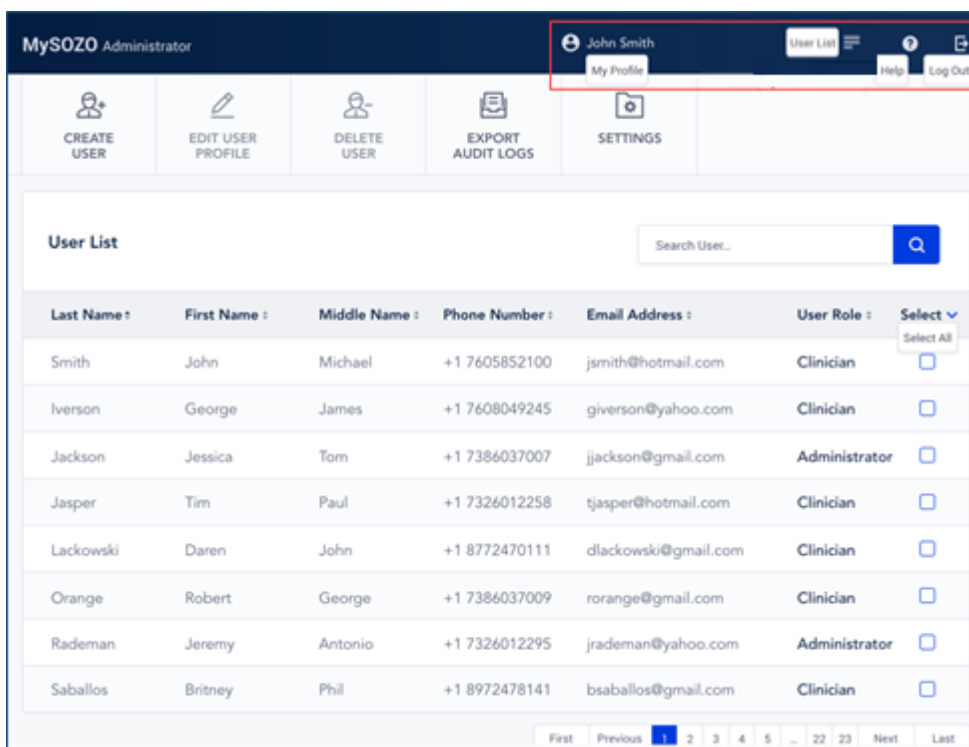 MySOZO Administrator John Smith User List
My Profile Help Log Out
CREATE USER
EDIT USER PROFILE
DELETE USER
EXPORT AUDIT LOGS
SETTINGS
User List Search User...
Last Name First Name Middle Name Phone Number Email Address User Role Select
Select All
Smith John Michael +1 7605852100 jsmith@hotmail.com Clinician
Iverson George James +1 7608049245 giverson@yahoo.com Clinician
Jackson Jessica Tom +1 7386037007 jjackson@gmail.com Administrator
Jasper Tim Paul +1 7326012258 tjasper@hotmail.com Clinician
Lackowski Daren John +1 8772470111 dlackowski@gmail.com Clinician
Orange Robert George +1 7386037009 rorange@gmail.com Clinician
Rademan Jeremy Antonio +1 7326012295 jrademan@yahoo.com Administrator
Saballos Britney Phil +1 8972478141 bsaballos@gmail.com Clinician
First Previous 1 2 3 4 5 ... 22 23 Next Last